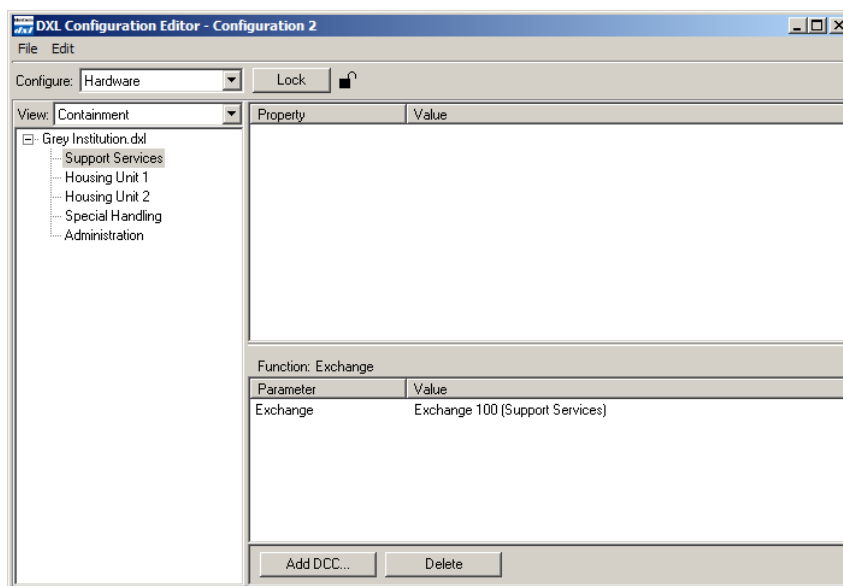 DXL Configuration Editor - Configuration 2
File Edit
Configure: Hardware Lock
View: Containment
Property Value
Grey Institution.dxl
Support Services
Housing Unit 1
Housing Unit 2
Special Handling
Administration
Function: Exchange
Parameter Value
Exchange Exchange 100 (Support Services)
Add DCC... Delete